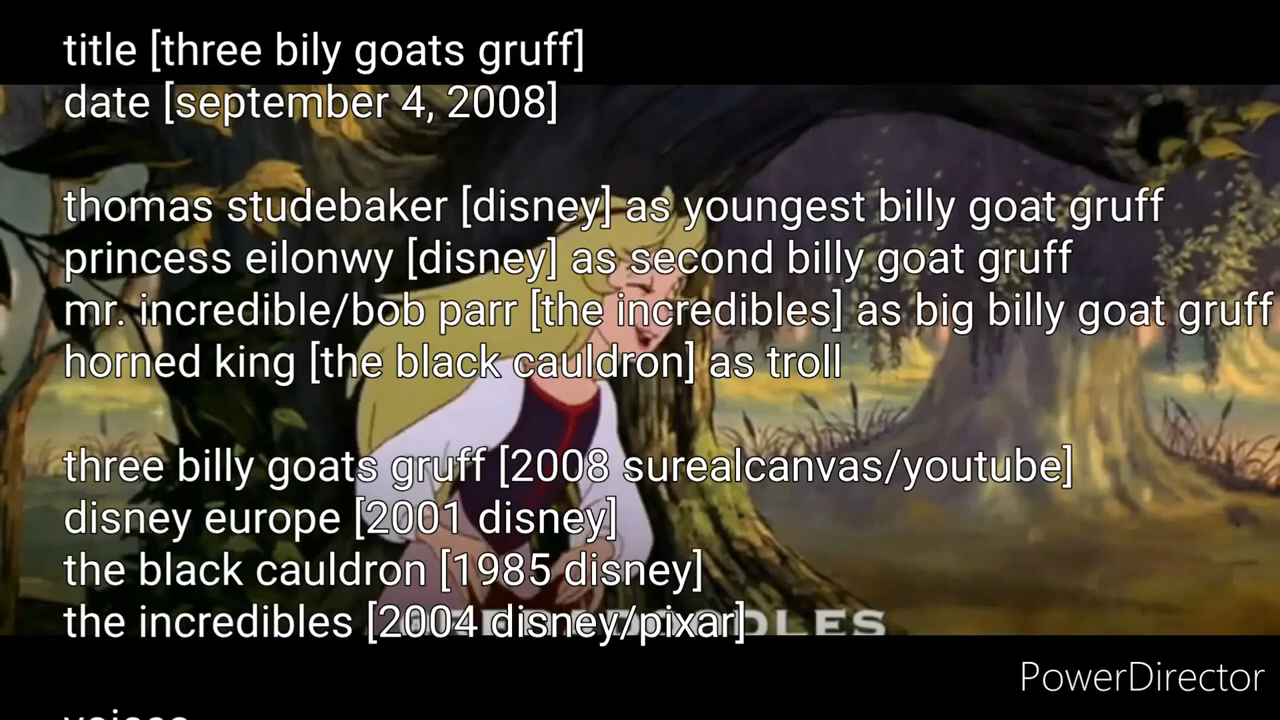 title [three bily goats gruff]
date [september 4, 2008]
thomas studebaker [disney] as youngest billy goat gruff
princess eilonwy [disney] as second billy goat gruff
mr. incredible/bob parr [the incredibles] as big billy goat gruff
horned king [the black cauldron] as troll
three billy goats gruff [2008 surealcanvas/youtube]
disney europe [2001 disney]
the black cauldron [1985 disney]
the incredibles [2004 disney/pixar]
PowerDirector